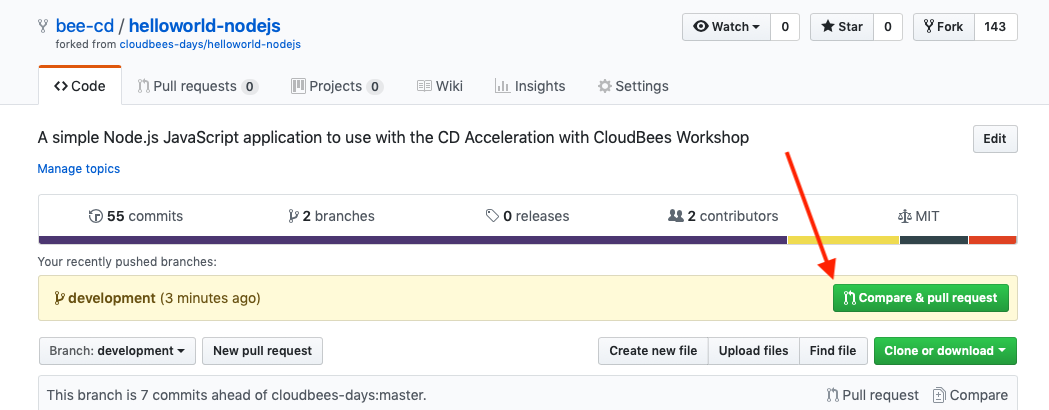 bee-cd / helloworld-nodejs
Watch 0 Star 0 Fork 143
forked from cloudbees-days/helloworld-nodejs
Code Pull requests 0 Projects 0 Wiki Insights Settings
A simple Node.js JavaScript application to use with the CD Acceleration with CloudBees Workshop
Edit
Manage topics
55 commits 2 branches 0 releases 2 contributors MIT
Your recently pushed branches:
development (3 minutes ago) Compare & pull request
Branch: development New pull request Create new file Upload files Find file Clone or download
This branch is 7 commits ahead of cloudbees-days:master. Pull request Compare